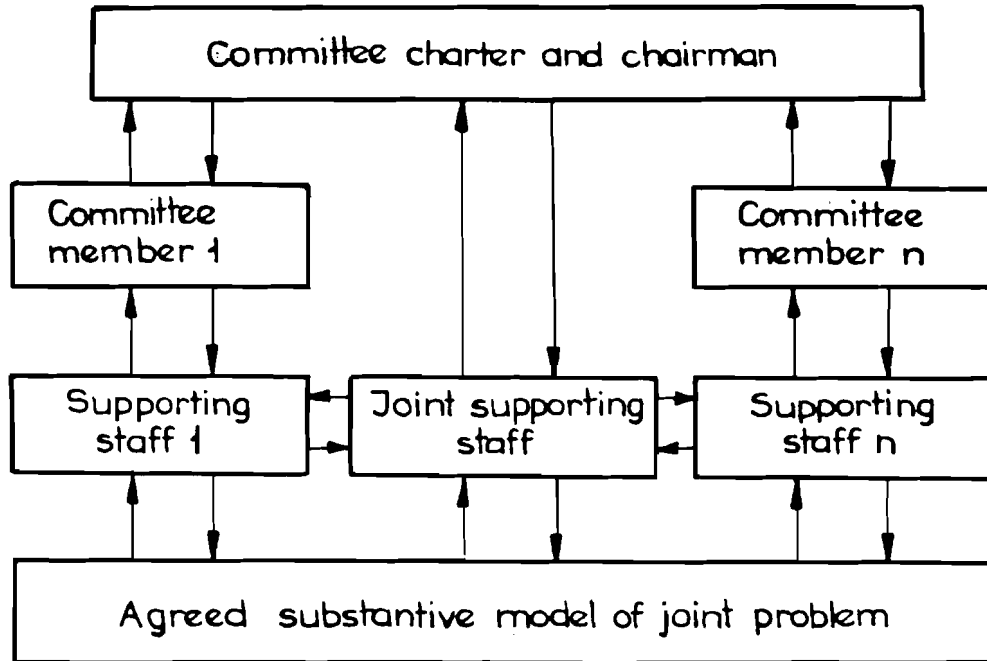 Committee charter and chairman
Committee
member 1
Committee
member n
Supporting
staff 1
Joint supporting
staff
Supporting
staff n
Agreed substantive model of joint problem